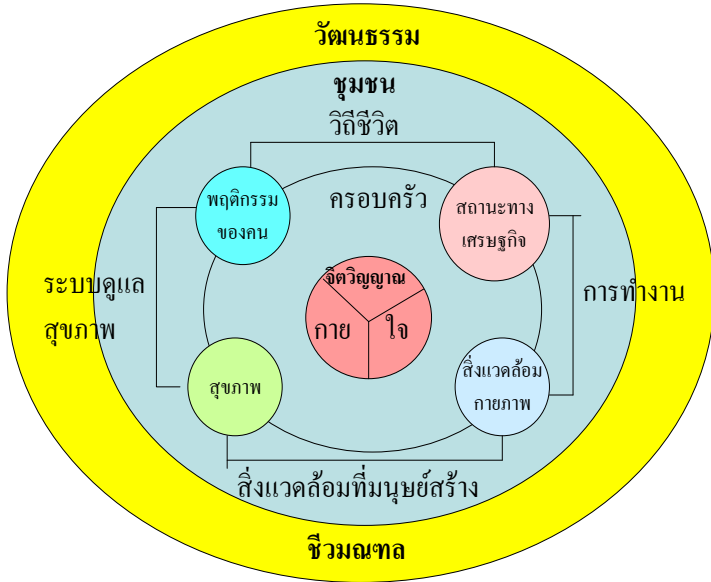 วัฒนธรรม
ชุมชน
วิถีชีวิต
พฤติกรรม
ของคน
ครอบครัว
สถานะทาง
เศรษฐกิจ
ระบบดูแล
สุขภาพ
จิตวิญญาณ
กาย
ใจ
การทำงาน
สุขภาพ
สิ่งแวดล้อม
กายภาพ
สิ่งแวดล้อมที่มนุษย์สร้าง
ชีวมณฑล